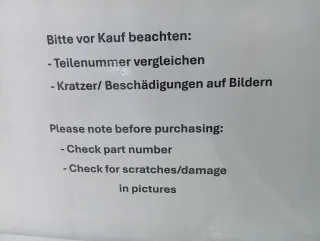 Bitte vor Kauf beachten:
- Teilenummer vergleichen
- Kratzer/ Beschädigungen auf Bildern
Please note before purchasing:
- Check part number
- Check for scratches/damage
in pictures